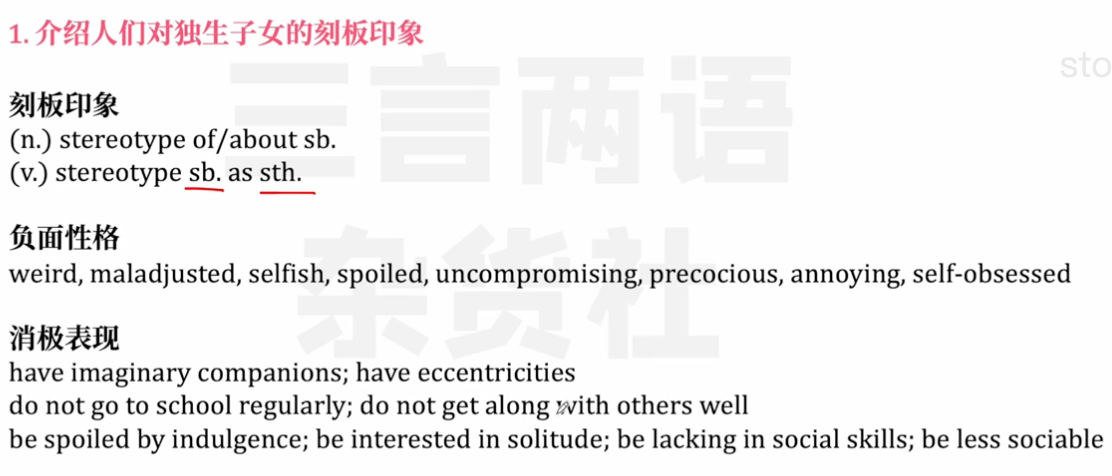 1. 介绍人们对独生子女的刻板印象
sto
刻板印象
(n.) stereotype of/about sb.
(v.) stereotype sb. as sth.
负面性格
weird, maladjusted, selfish, spoiled, uncompromising, precocious, annoying, self-obsessed
消极表现
have imaginary companions; have eccentricities
do not go to school regularly; do not get along with others well
be spoiled by indulgence; be interested in solitude; be lacking in social skills; be less sociable
三言两语
杂货社